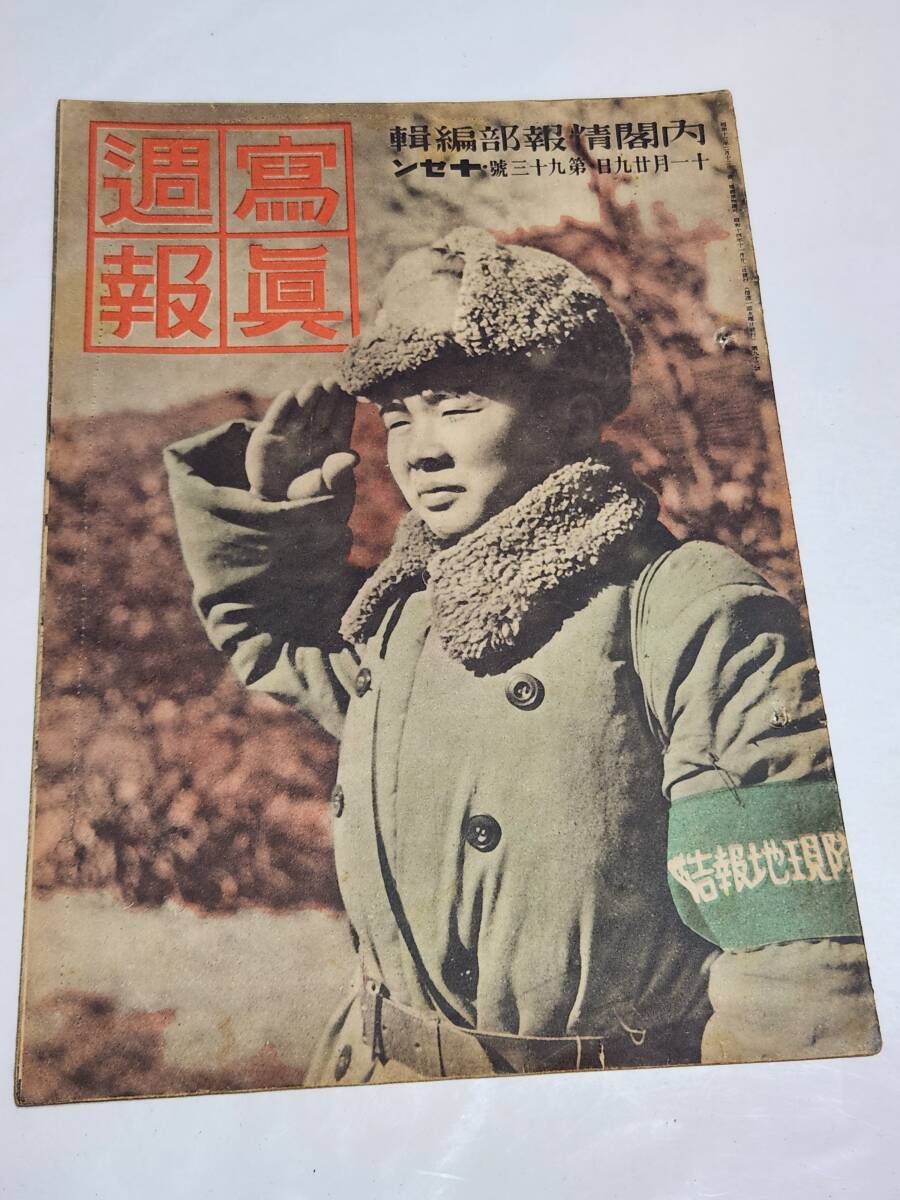 內閣情報部編輯
十一月廿九日 第九十三號・十セン
寫眞
週報
現地報告